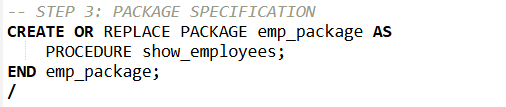 -- STEP 3: PACKAGE SPECIFICATION
CREATE OR REPLACE PACKAGE emp_package AS
    PROCEDURE show_employees;
END emp_package;
/